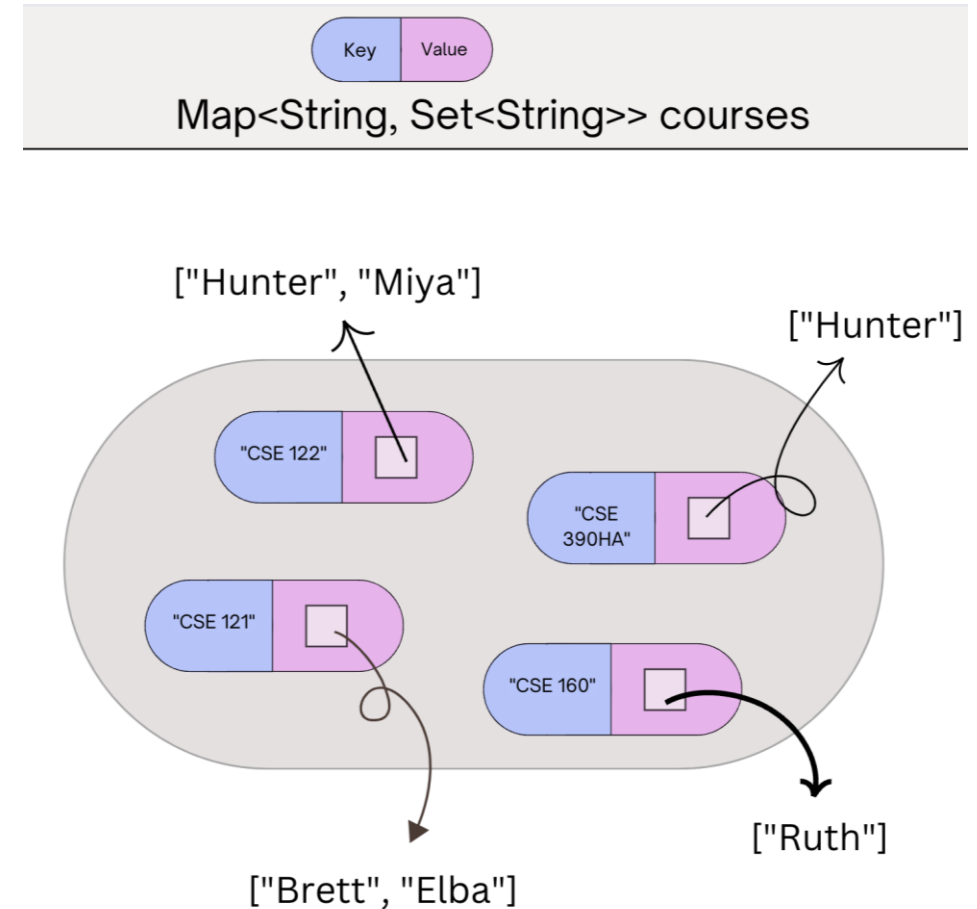 Key
Value
Map<String, Set<String>> courses
["Hunter", "Miya"]
["Hunter"]
"CSE 122"
"CSE
390HA"
"CSE 121"
"CSE 160"
["Ruth"]
["Brett", "Elba"]